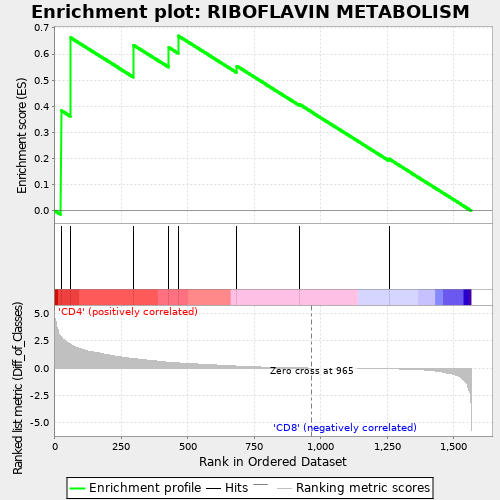 Enrichment plot: RIBOFLAVIN METABOLISM
Enrichment score (ES)
0.7
0.6
0.5
0.4
0.3
0.2
0.1
0.0
'CD4' (positively correlated)
Ranked list metric (Diff_of_Classes)
5.0
2.5
0.0
-2.5
-5.0
Zero cross at 965
'CD8' (negatively correlated)
0 250 500 750 1,000 1,250 1,500
Rank in Ordered Dataset
Enrichment profile Hits Ranking metric scores